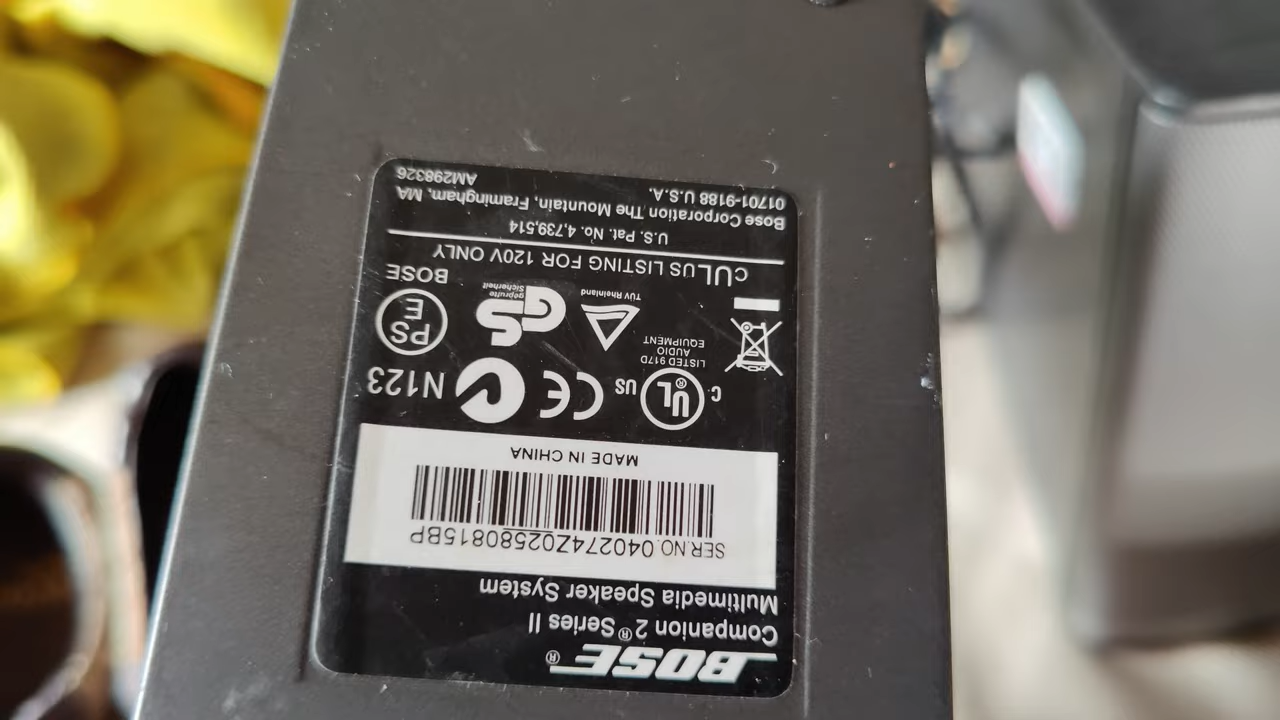 BOSE®
Companion 2® Series II
Multimedia Speaker System
SER.NO. 040274Z02580815BP
MADE IN CHINA
C UL® US CE N123
LISTED 917D
AUDIO
EQUIPMENT
TÜV Rheinland
GS geprüfte Sicherheit
PS E
BOSE
cULus LISTING FOR 120V ONLY
U.S. Pat. No. 4,739,514
Bose Corporation The Mountain, Framingham, MA
01701-9188 U.S.A. AM298326